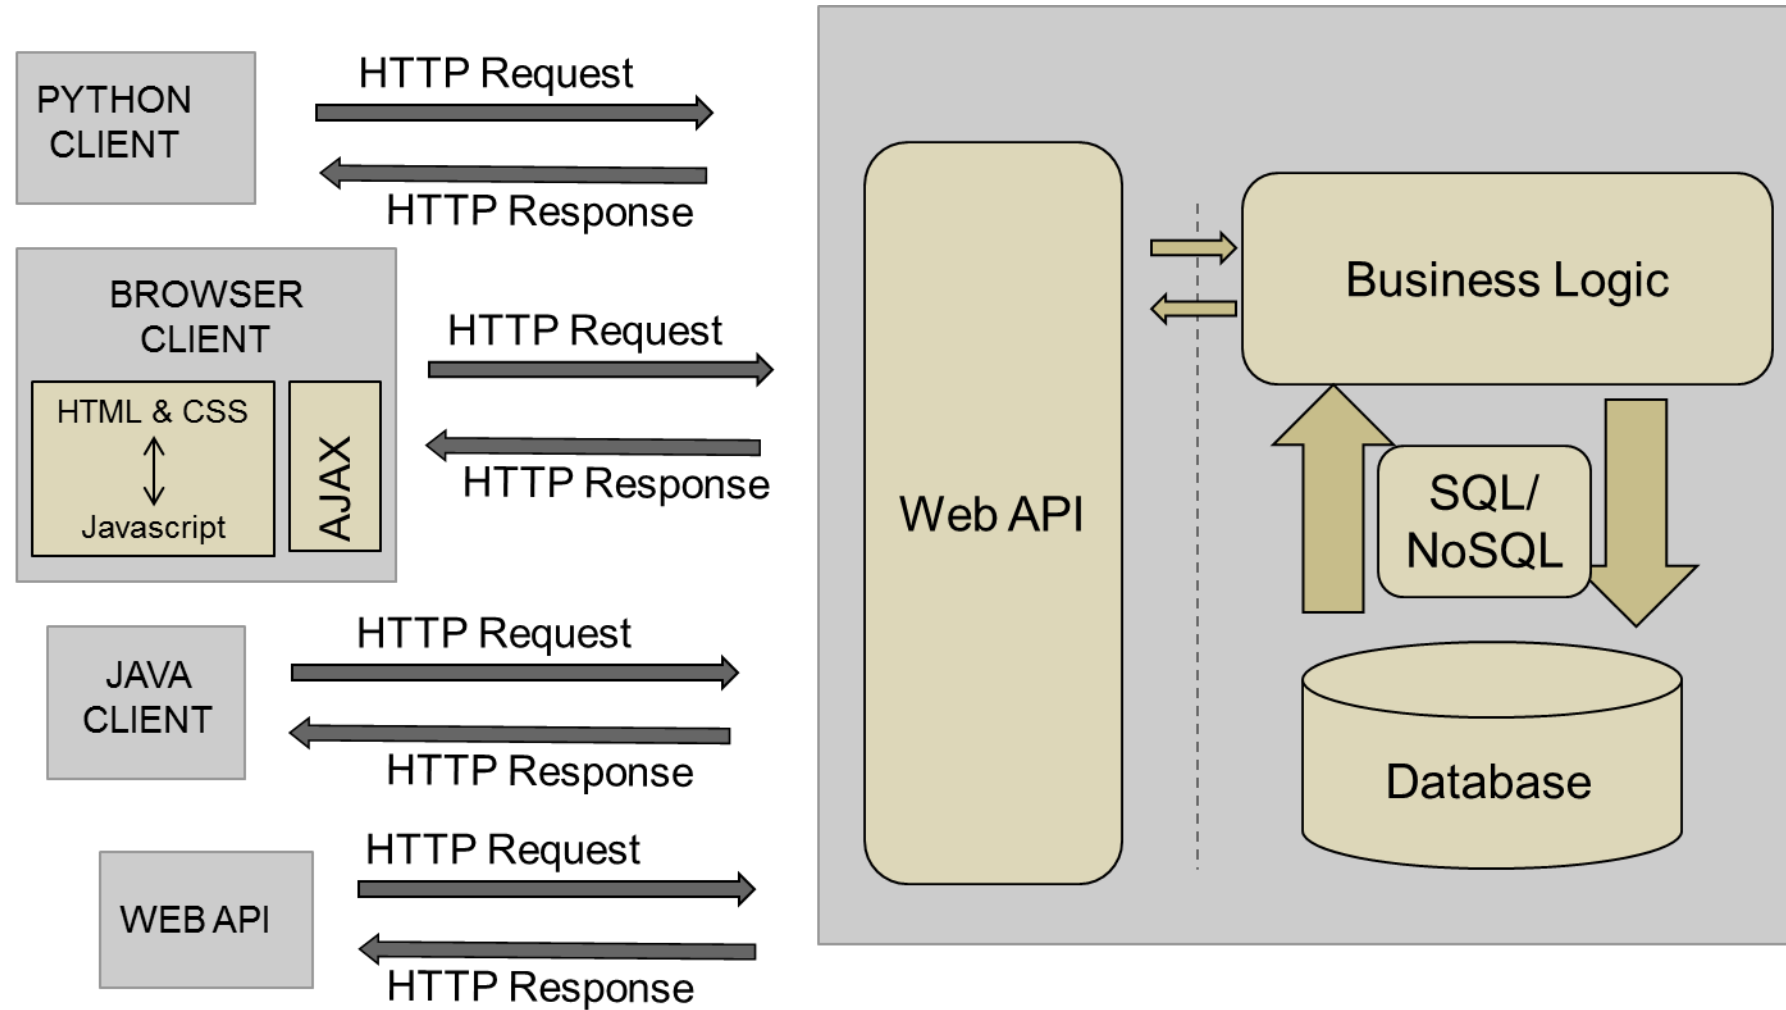 PYTHON
CLIENT
HTTP Request
HTTP Response
BROWSER
CLIENT
HTML & CSS
Javascript
AJAX
HTTP Request
HTTP Response
JAVA
CLIENT
HTTP Request
HTTP Response
WEB API
HTTP Request
HTTP Response
Web API
Business Logic
SQL/
NoSQL
Database